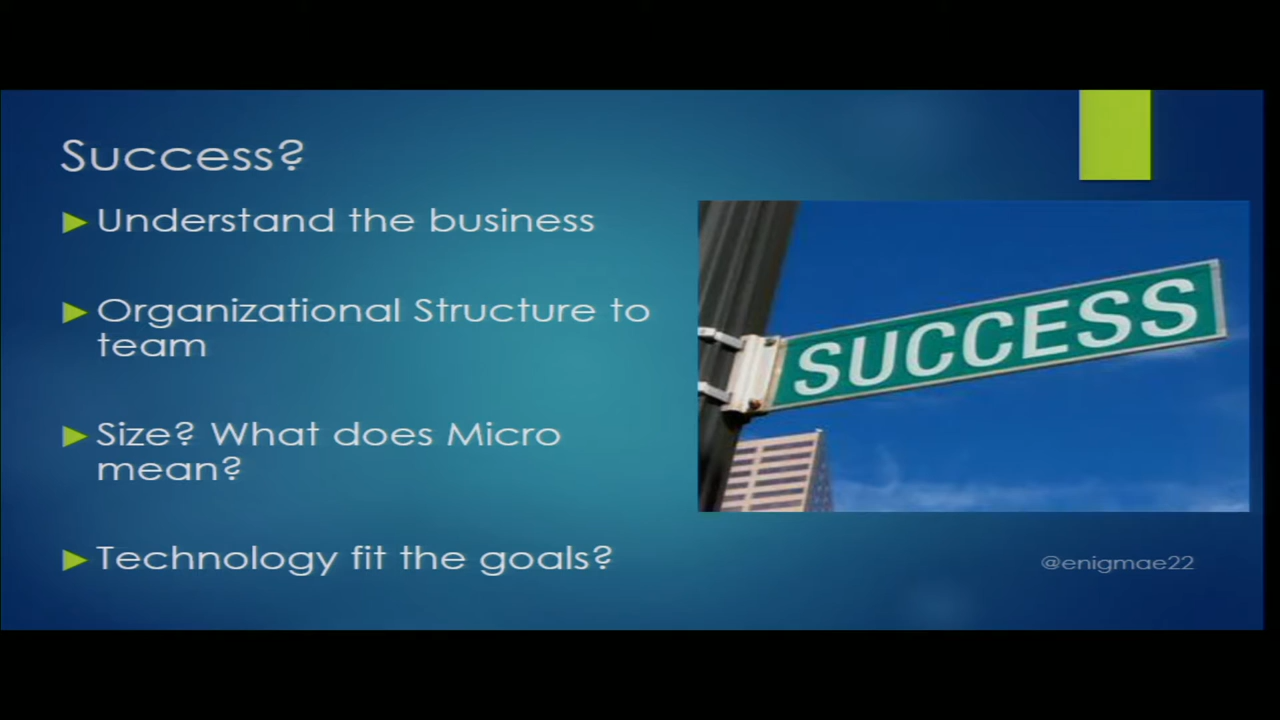 Success?
Understand the business
Organizational Structure to
team
Size? What does Micro
mean?
Technology fit the goals?
SUCCESS
@enigmae22